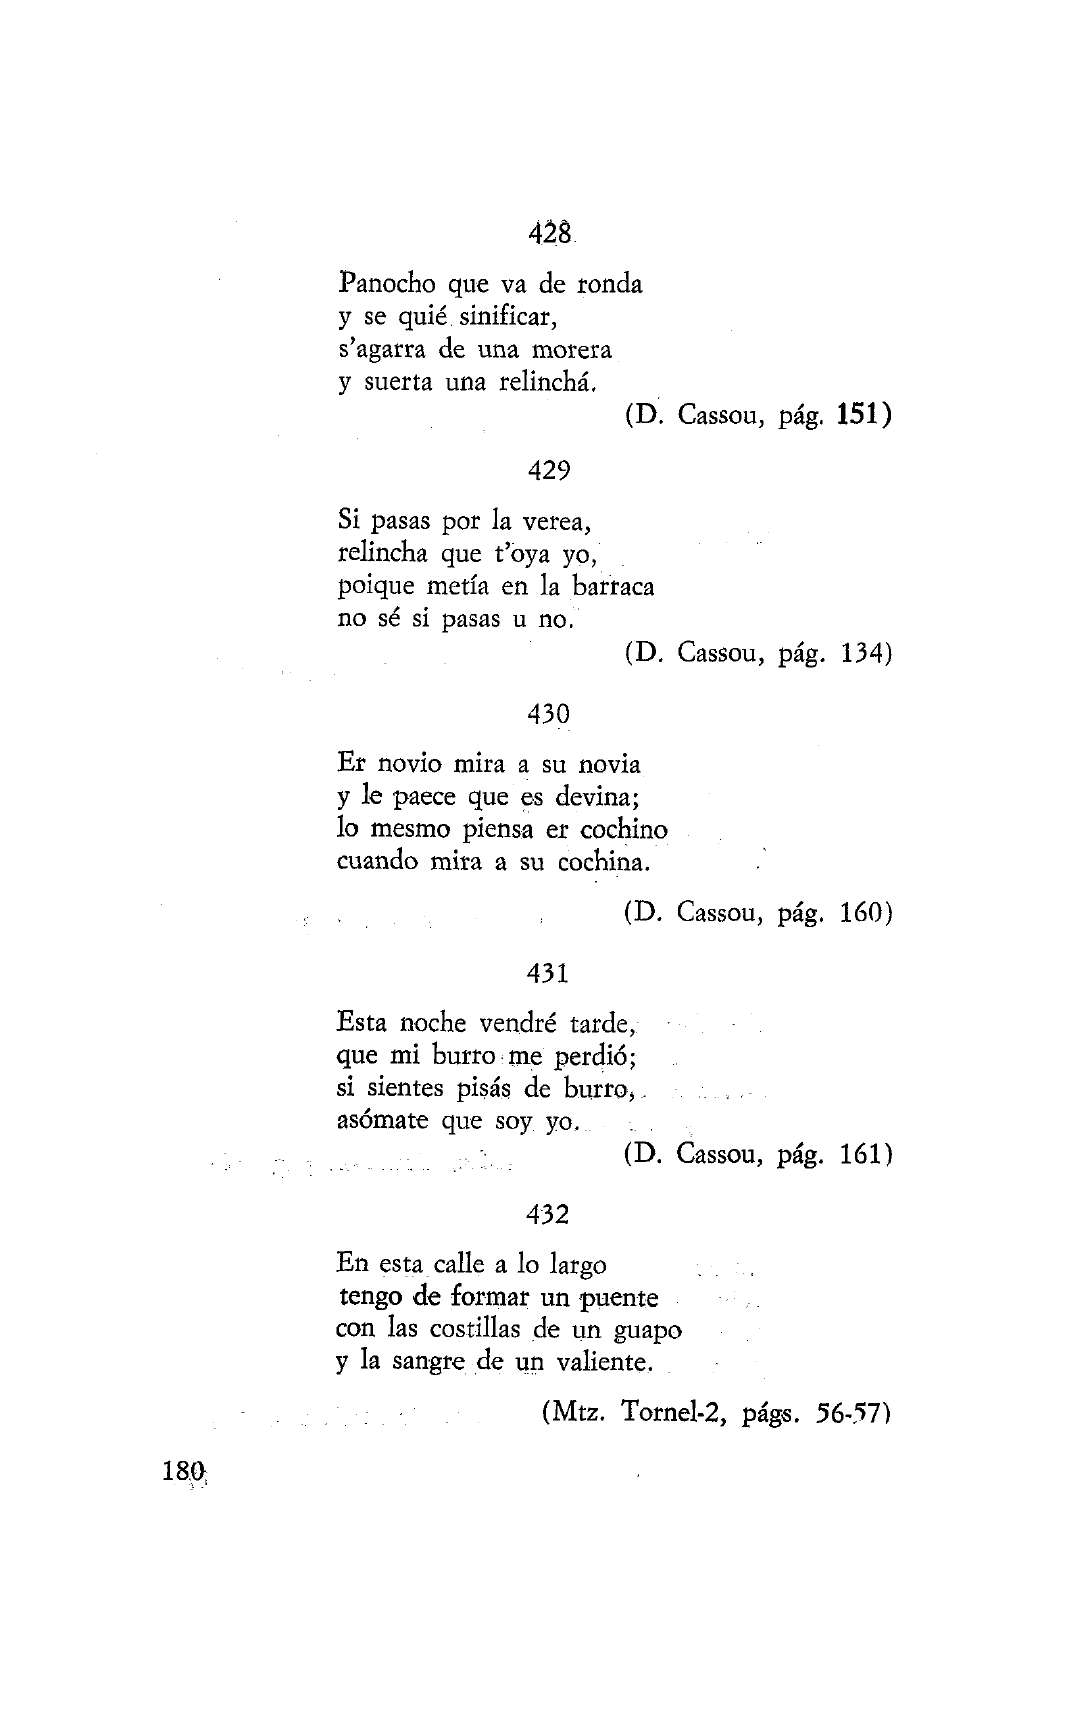 428
Panocho que va de ronda
y se quié sinificar,
s'agarra de una morera
y suerta una relinchá.
(D. Cassou, pág. 151)
429
Si pasas por la verea,
relincha que t'oya yo,
poique metía en la barraca
no sé si pasas u no.
(D. Cassou, pág. 134)
430
Er novio mira a su novia
y le paece que es devina;
lo mesmo piensa er cochino
cuando mira a su cochina.
(D. Cassou, pág. 160)
431
Esta noche vendré tarde,
que mi burro me perdió;
si sientes pisás de burro,
asómate que soy yo.
(D. Cassou, pág. 161)
432
En esta calle a lo largo
tengo de formar un puente
con las costillas de un guapo
y la sangre de un valiente.
(Mtz. Tornel-2, págs. 56-57)
180